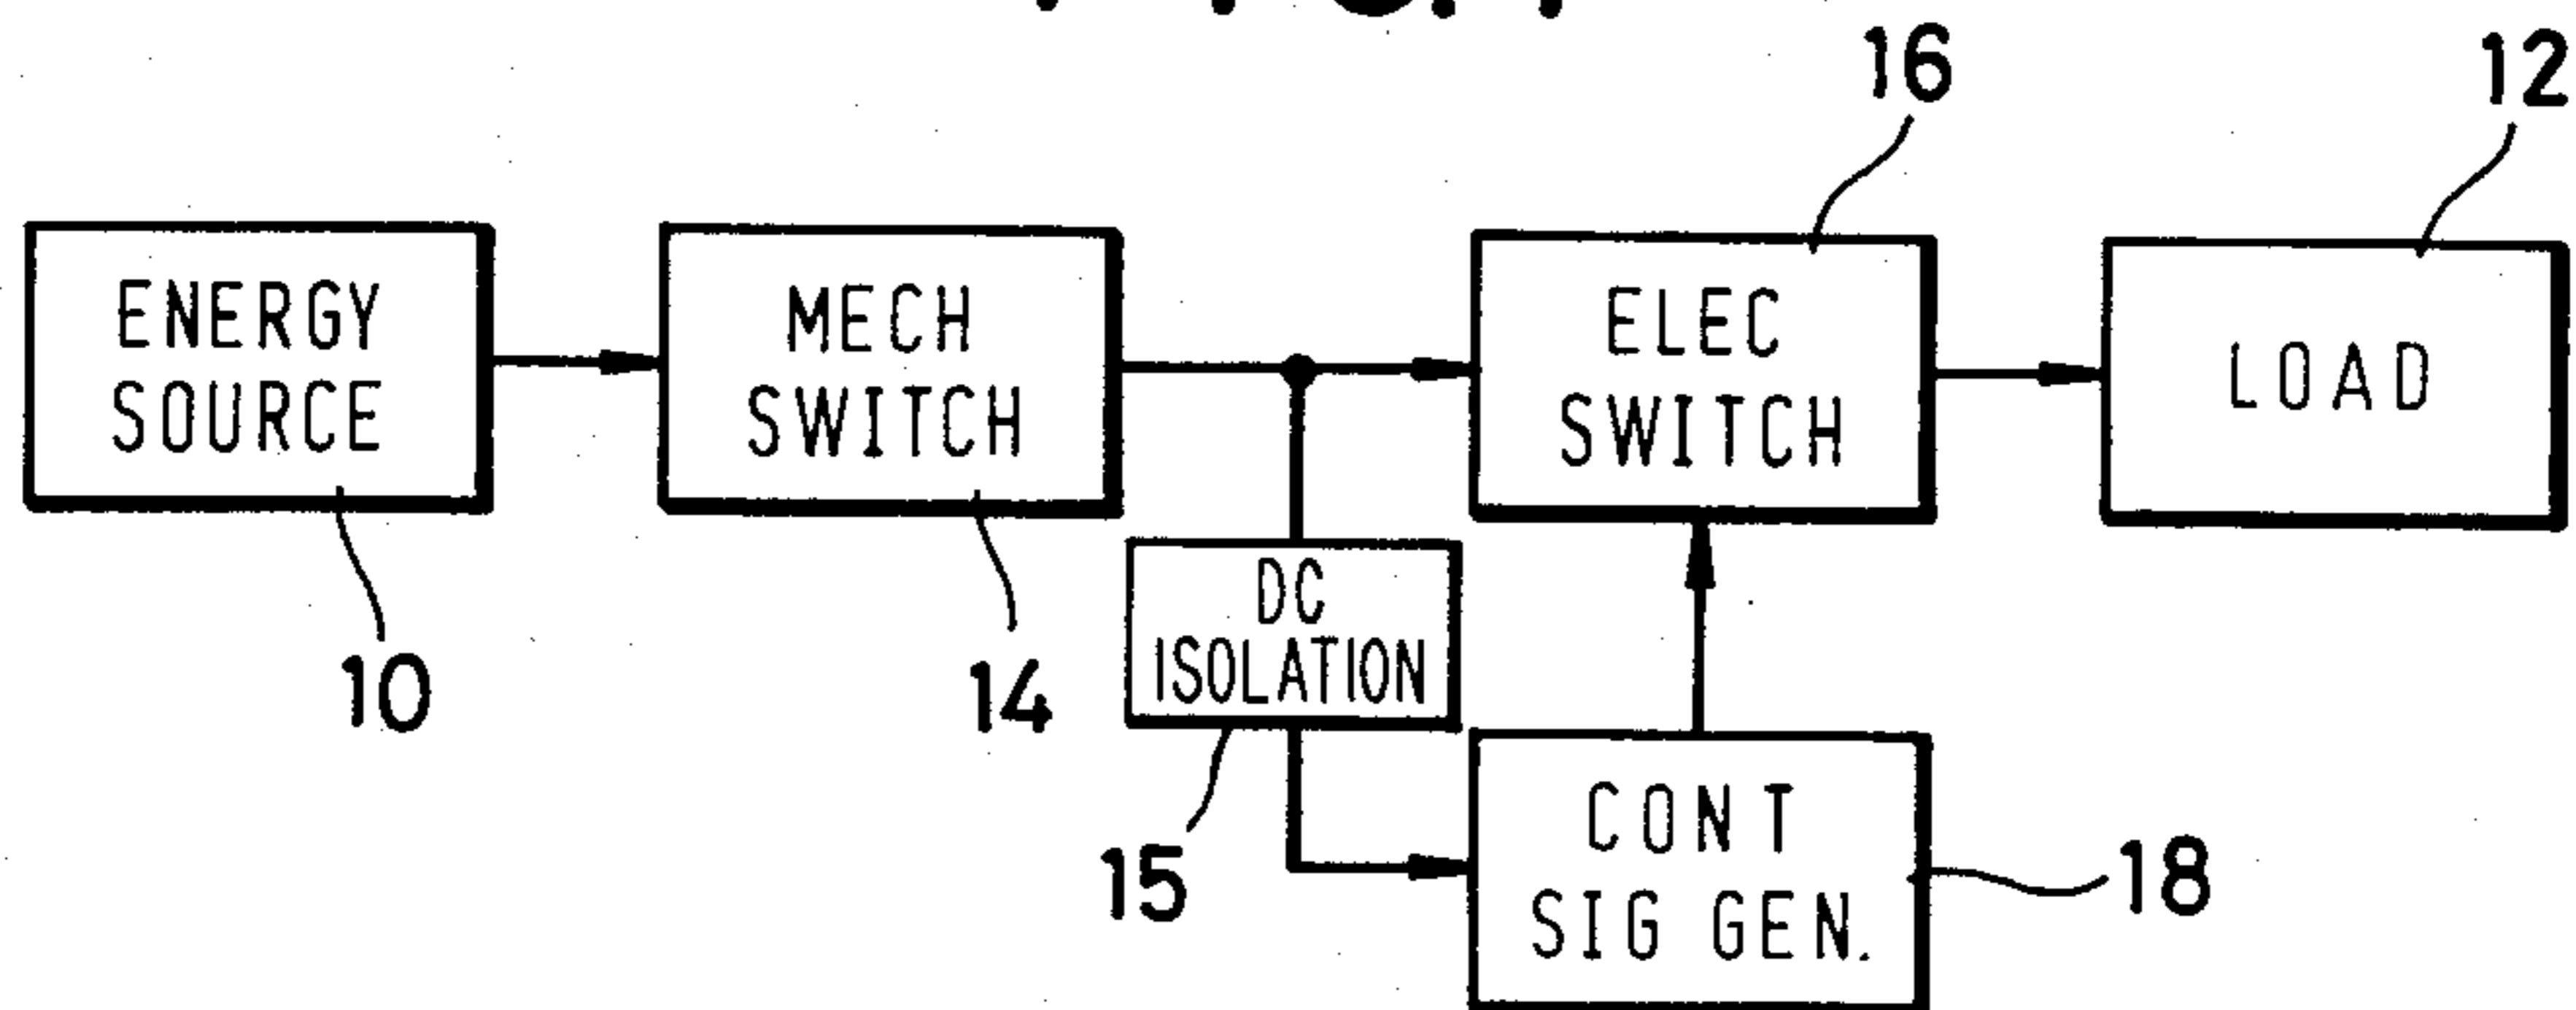 16
12
ENERGY
SOURCE
MECH
SWITCH
ELEC
SWITCH
LOAD
DC
ISOLATION
10
14
15
CONT
SIG GEN.
18